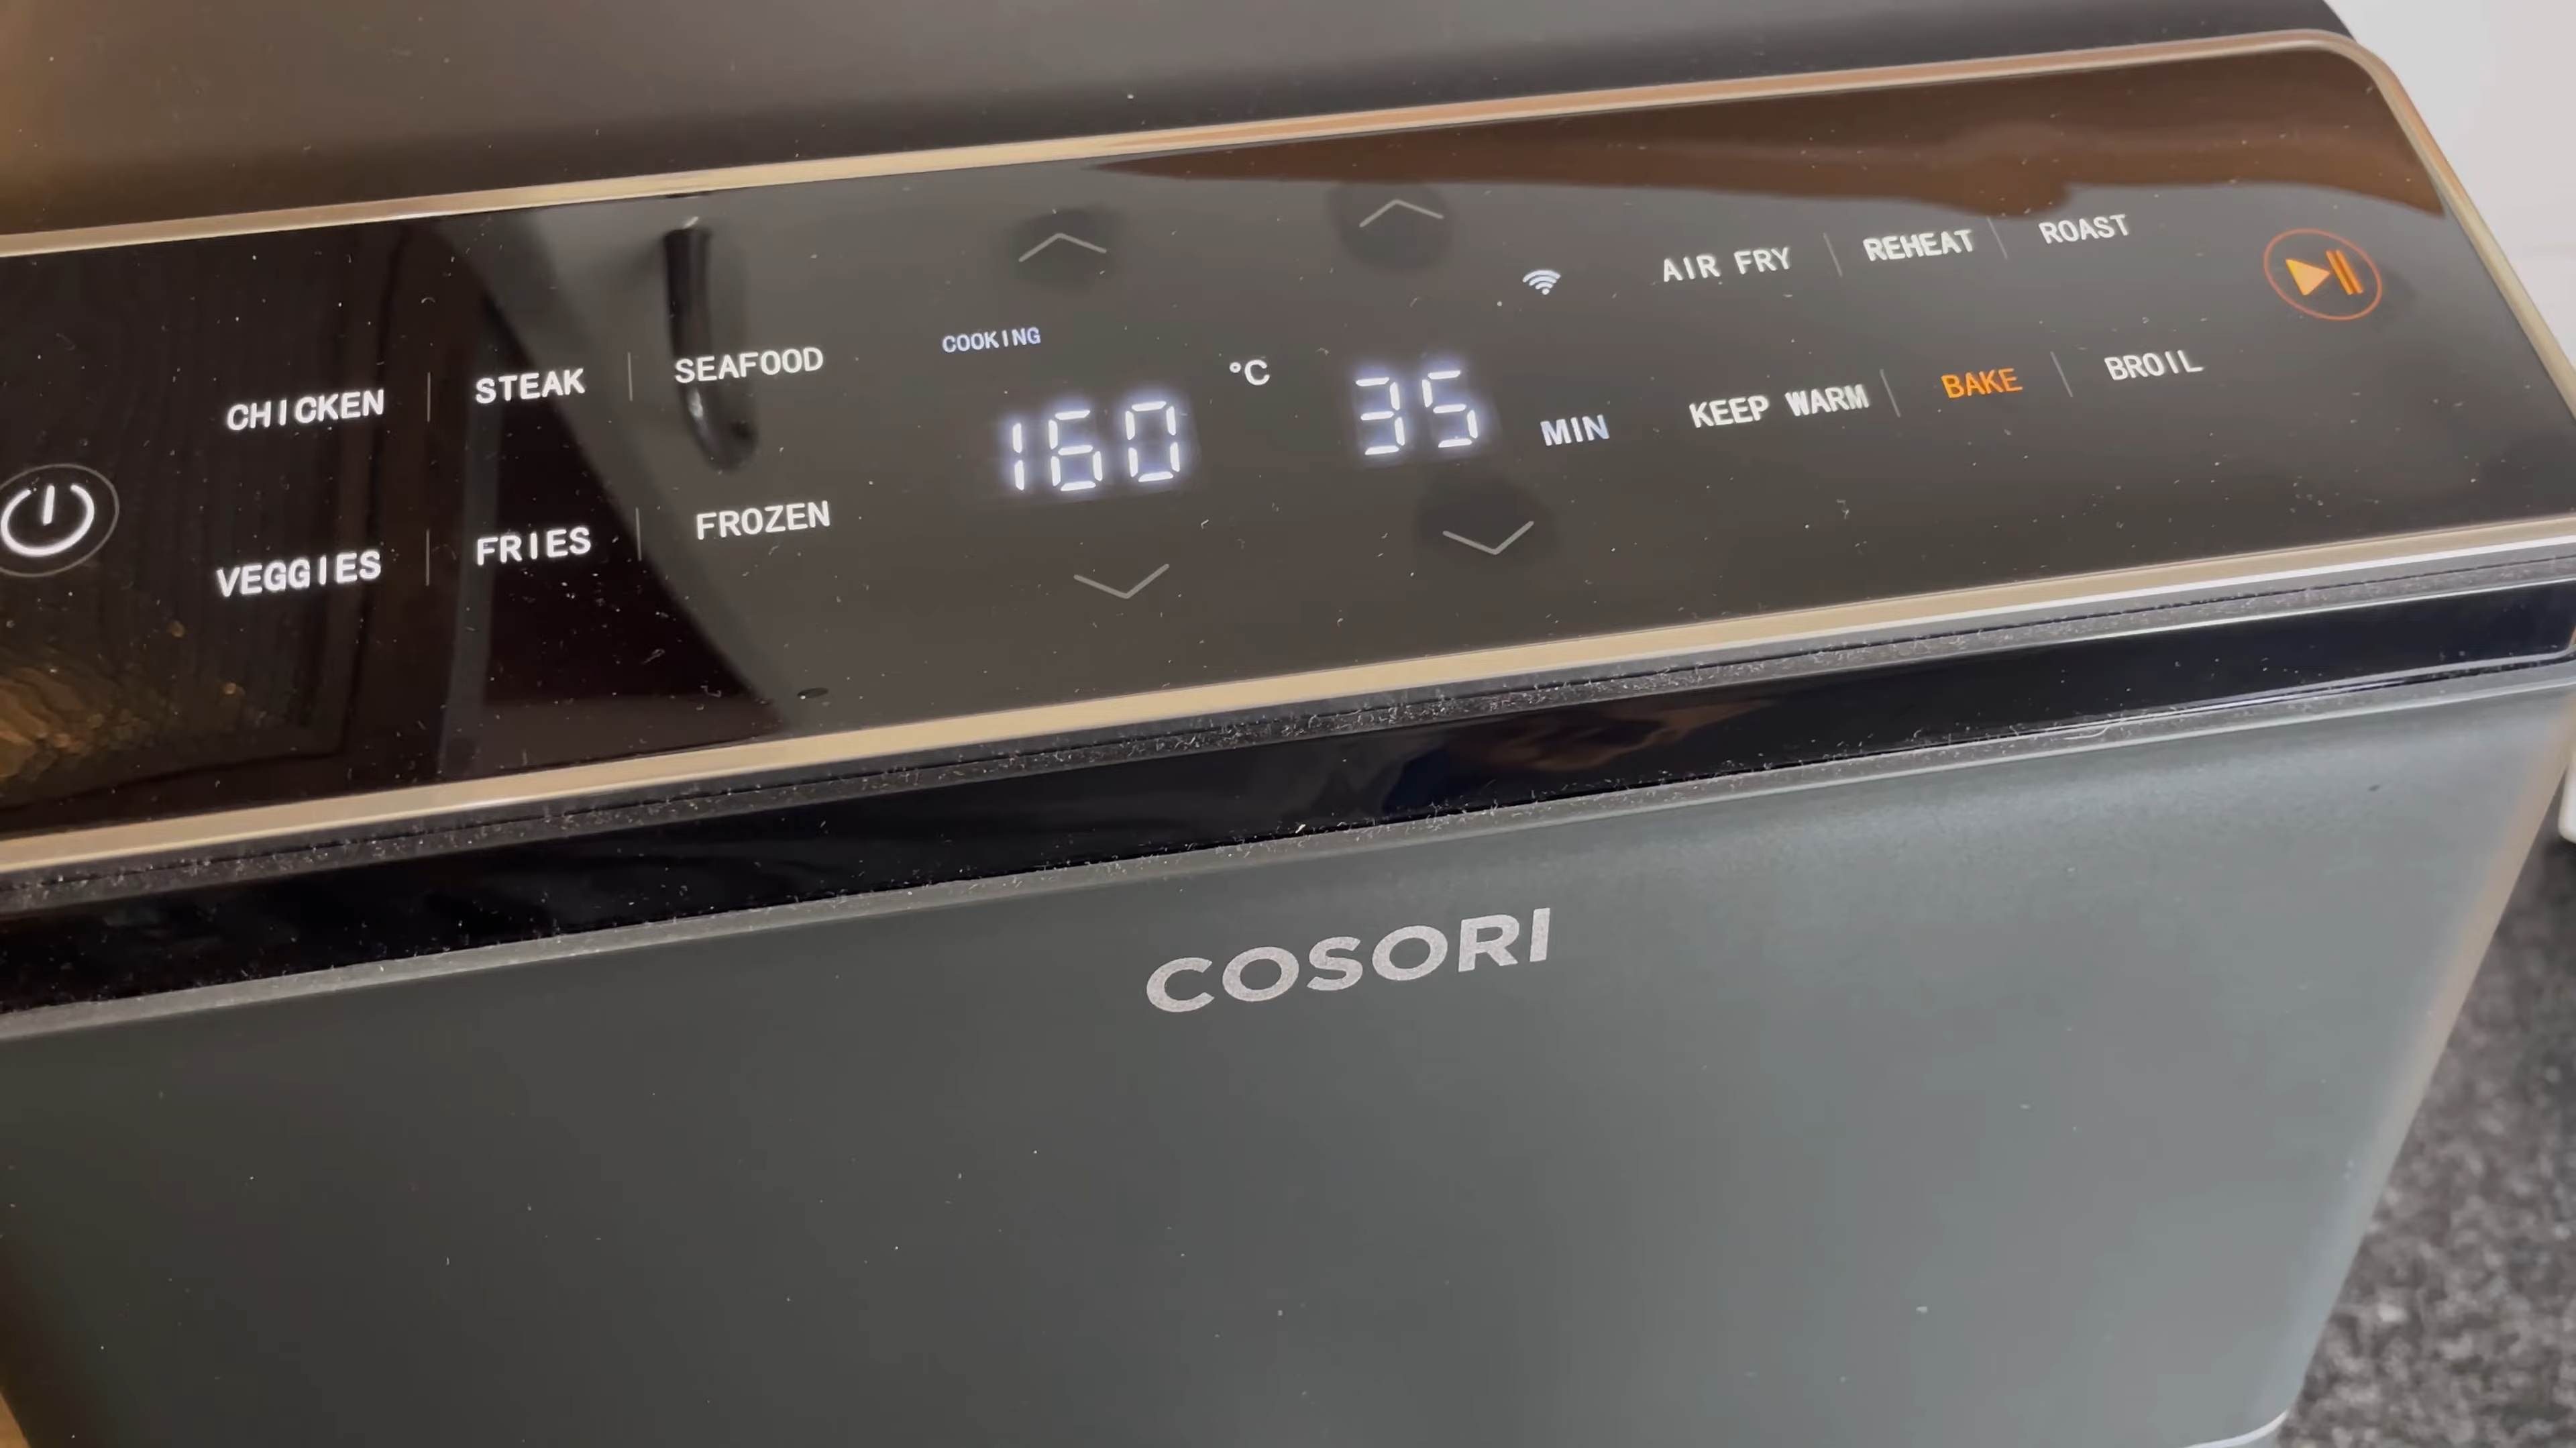 CHICKEN STEAK SEAFOOD
VEGGIES FRIES FROZEN
COOKING
160 °C
35 MIN
AIR FRY REHEAT ROAST
KEEP WARM BAKE BROIL
COSORI